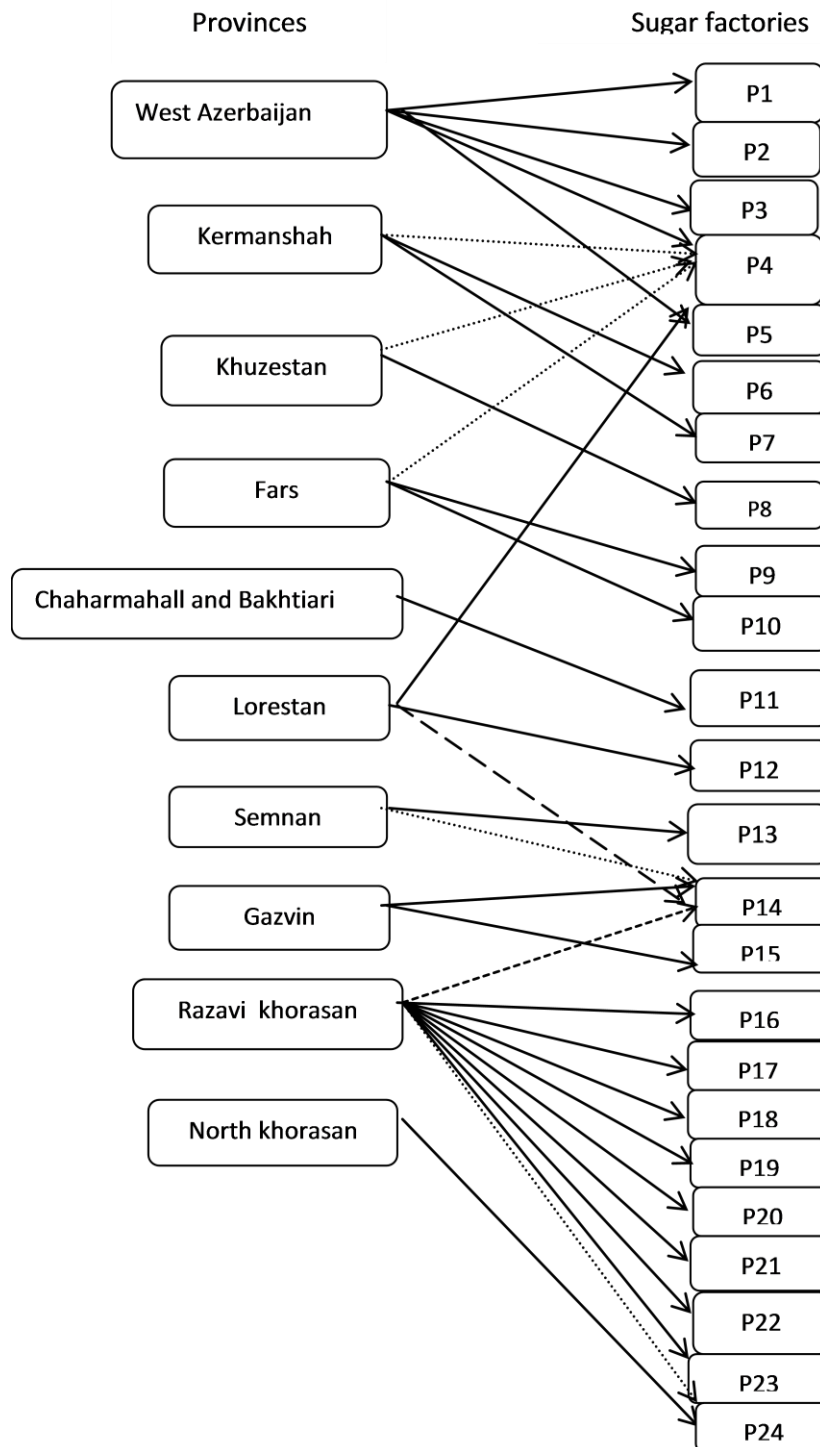 Provinces
Sugar factories
West Azerbaijan
Kermanshah
Khuzestan
Fars
Chaharmahall and Bakhtiari
Lorestan
Semnan
Gazvin
Razavi khorasan
North khorasan
P1
P2
P3
P4
P5
P6
P7
P8
P9
P10
P11
P12
P13
P14
P15
P16
P17
P18
P19
P20
P21
P22
P23
P24